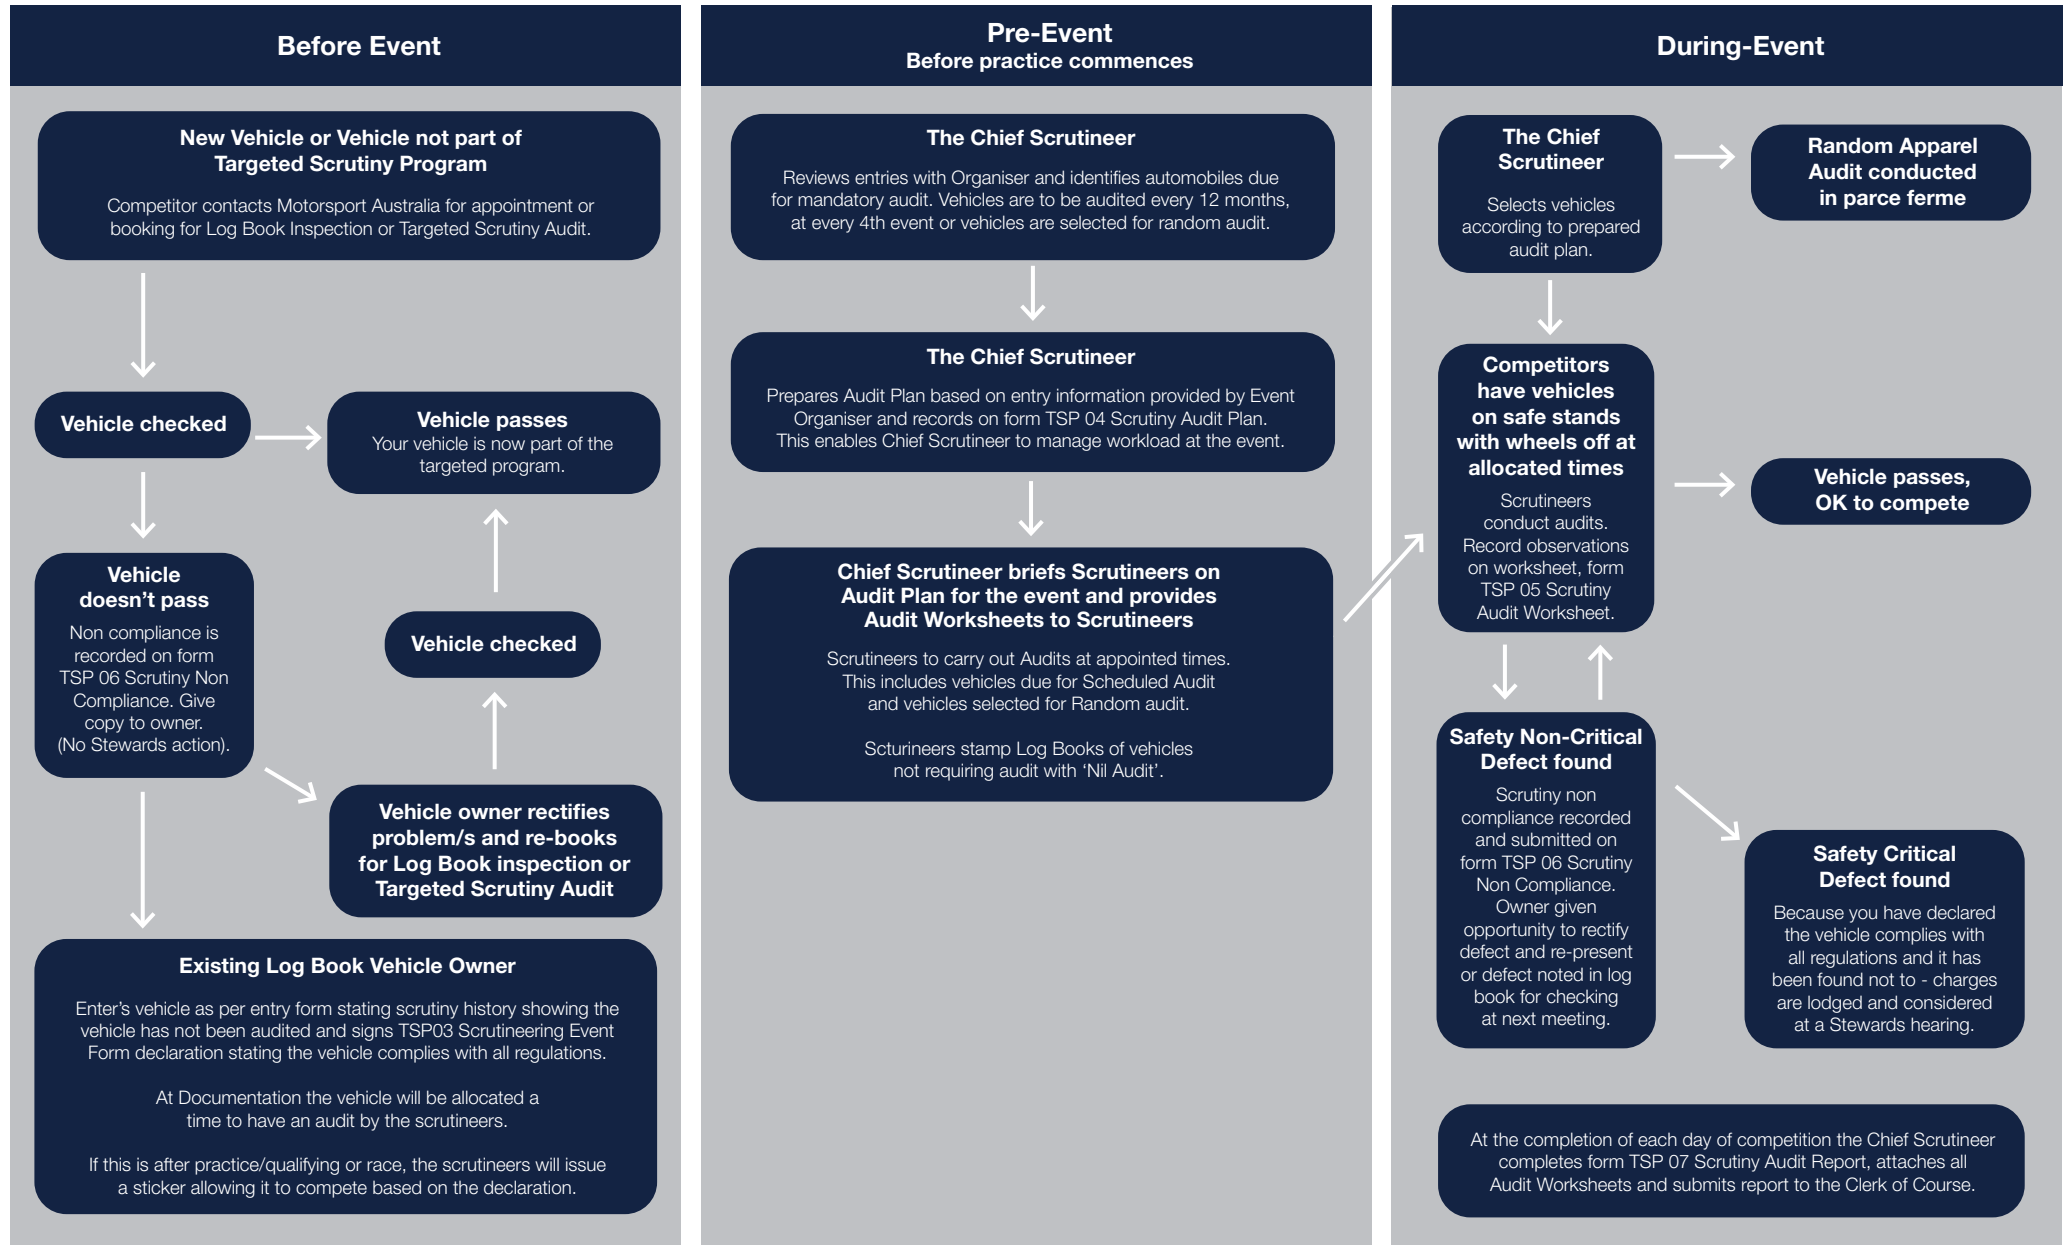 Before Event
New Vehicle or Vehicle not part of
Targeted Scrutiny Program
Competitor contacts Motorsport Australia for appointment or
booking for Log Book Inspection or Targeted Scrutiny Audit.
Vehicle checked
Vehicle passes
Your vehicle is now part of the
targeted program.
Vehicle
doesn't pass
Non compliance is
recorded on form
TSP 06 Scrutiny Non
Compliance. Give
copy to owner.
(No Stewards action).
Vehicle checked
Vehicle owner rectifies
problem/s and re-books
for Log Book inspection or
Targeted Scrutiny Audit
Existing Log Book Vehicle Owner
Enter's vehicle as per entry form stating scrutiny history showing the
vehicle has not been audited and signs TSP03 Scrutineering Event
Form declaration stating the vehicle complies with all regulations.
At Documentation the vehicle will be allocated a
time to have an audit by the scrutineers.
If this is after practice/qualifying or race, the scrutineers will issue
a sticker allowing it to compete based on the declaration.
Pre-Event
Before practice commences
The Chief Scrutineer
Reviews entries with Organiser and identifies automobiles due
for mandatory audit. Vehicles are to be audited every 12 months,
at every 4th event or vehicles are selected for random audit.
The Chief Scrutineer
Prepares Audit Plan based on entry information provided by Event
Organiser and records on form TSP 04 Scrutiny Audit Plan.
This enables Chief Scrutineer to manage workload at the event.
Chief Scrutineer briefs Scrutineers on
Audit Plan for the event and provides
Audit Worksheets to Scrutineers
Scrutineers to carry out Audits at appointed times.
This includes vehicles due for Scheduled Audit
and vehicles selected for Random audit.
Scturineers stamp Log Books of vehicles
not requiring audit with 'Nil Audit'.
During-Event
The Chief
Scrutineer
Selects vehicles
according to prepared
audit plan.
Random Apparel
Audit conducted
in parce ferme
Competitors
have vehicles
on safe stands
with wheels off at
allocated times
Scrutineers
conduct audits.
Record observations
on worksheet, form
TSP 05 Scrutiny
Audit Worksheet.
Vehicle passes,
OK to compete
Safety Non-Critical
Defect found
Scrutiny non
compliance recorded
and submitted on
form TSP 06 Scrutiny
Non Compliance.
Owner given
opportunity to rectify
defect and re-present
or defect noted in log
book for checking
at next meeting.
Safety Critical
Defect found
Because you have declared
the vehicle complies with
all regulations and it has
been found not to - charges
are lodged and considered
at a Stewards hearing.
At the completion of each day of competition the Chief Scrutineer
completes form TSP 07 Scrutiny Audit Report, attaches all
Audit Worksheets and submits report to the Clerk of Course.